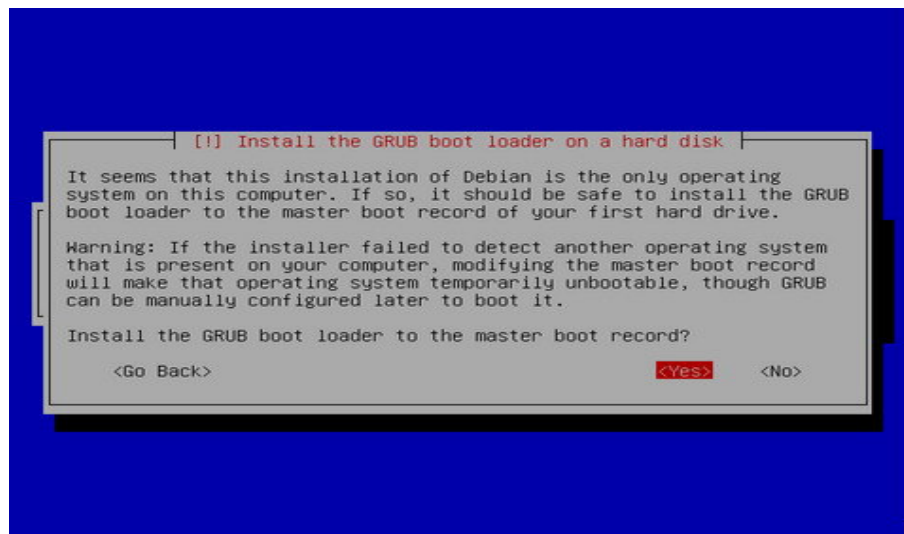 [!] Install the GRUB boot loader on a hard disk
It seems that this installation of Debian is the only operating
system on this computer. If so, it should be safe to install the GRUB
boot loader to the master boot record of your first hard drive.
Warning: If the installer failed to detect another operating system
that is present on your computer, modifying the master boot record
will make that operating system temporarily unbootable, though GRUB
can be manually configured later to boot it.
Install the GRUB boot loader to the master boot record?
<Go Back> <Yes> <No>